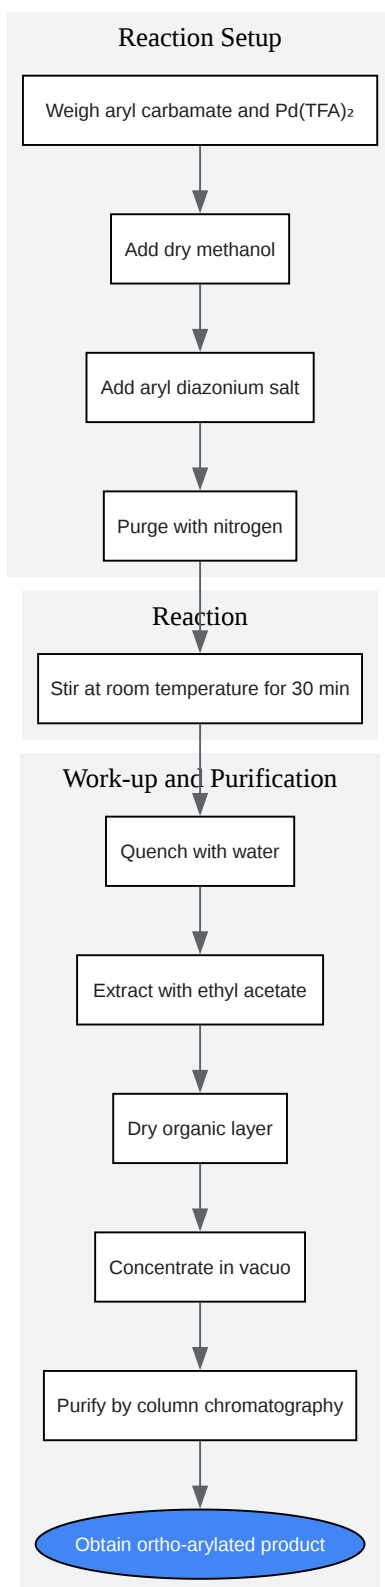 Reaction Setup
Weigh aryl carbamate and Pd(TFA)₂
Add dry methanol
Add aryl diazonium salt
Purge with nitrogen
Reaction
Stir at room temperature for 30 min
Work-up and Purification
Quench with water
Extract with ethyl acetate
Dry organic layer
Concentrate in vacuo
Purify by column chromatography
Obtain ortho-arylated product